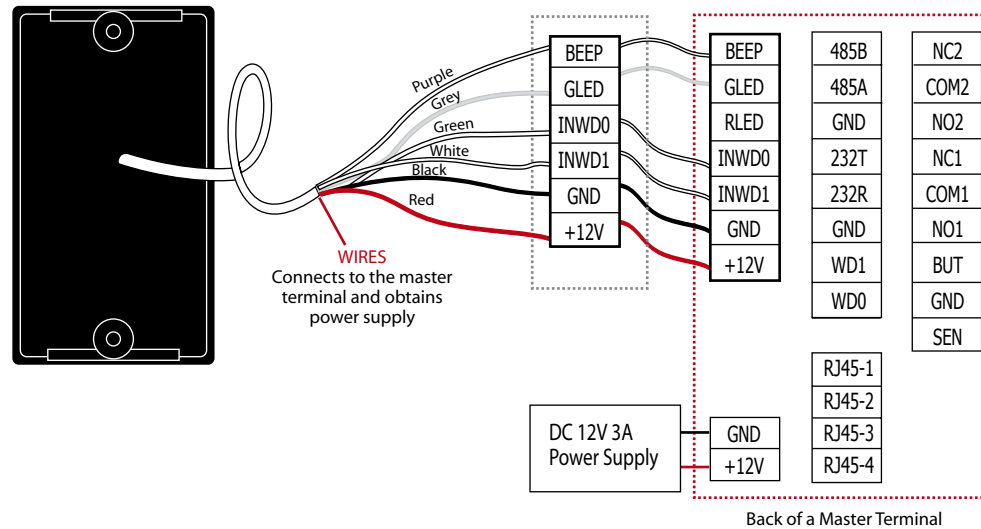 Purple
Grey
Green
White
Black
Red
WIRES
Connects to the master
terminal and obtains
power supply
BEEP
GLED
INWD0
INWD1
GND
+12V
BEEP
GLED
RLED
INWD0
INWD1
GND
+12V
485B
485A
GND
232T
232R
GND
WD1
WD0
NC2
COM2
NO2
NC1
COM1
NO1
BUT
GND
SEN
RJ45-1
RJ45-2
RJ45-3
RJ45-4
DC 12V 3A
Power Supply
GND
+12V
Back of a Master Terminal